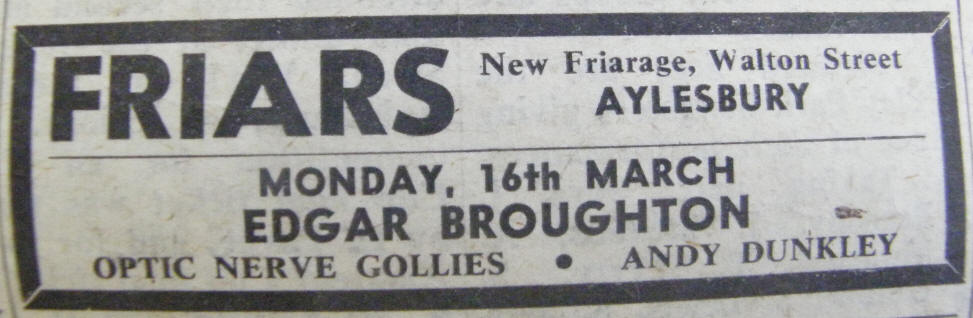 FRIARS
New Friarage, Walton Street
AYLESBURY
MONDAY, 16th MARCH
EDGAR BROUGHTON
OPTIC NERVE GOLLIES • ANDY DUNKLEY